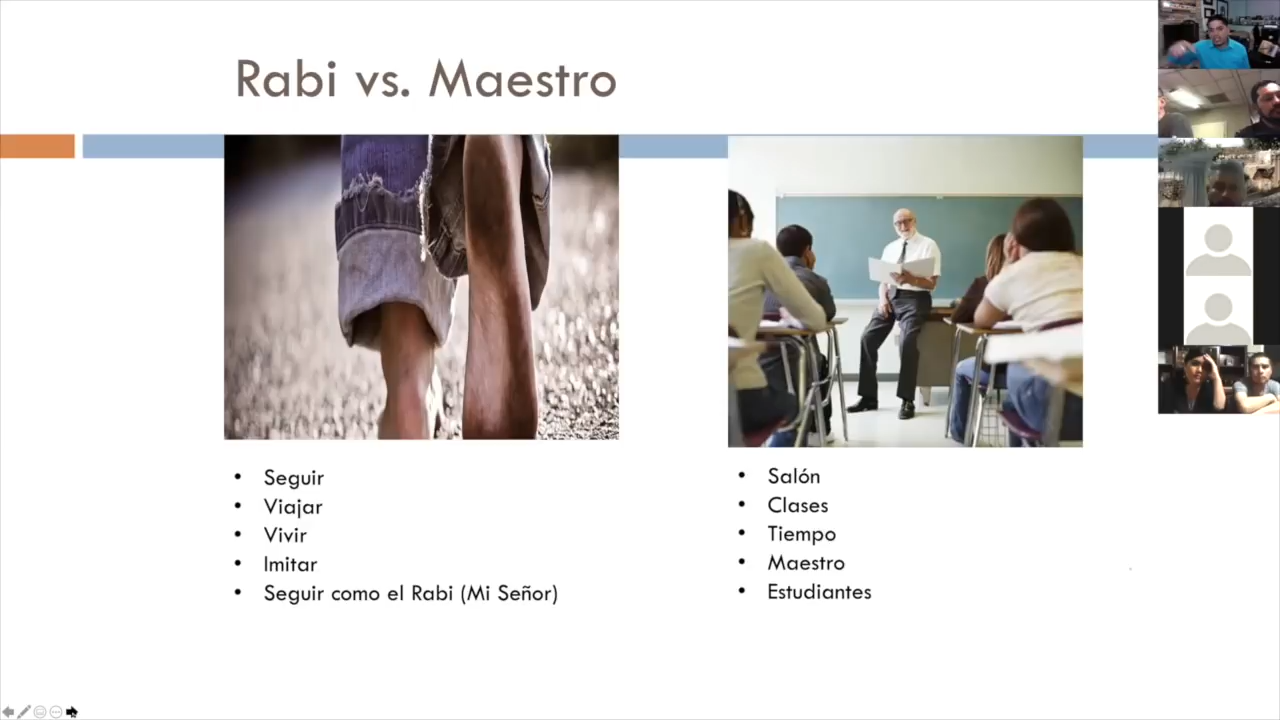 Rabi vs. Maestro
• Seguir
• Viajar
• Vivir
• Imitar
• Seguir como el Rabi (Mi Señor)
• Salón
• Clases
• Tiempo
• Maestro
• Estudiantes